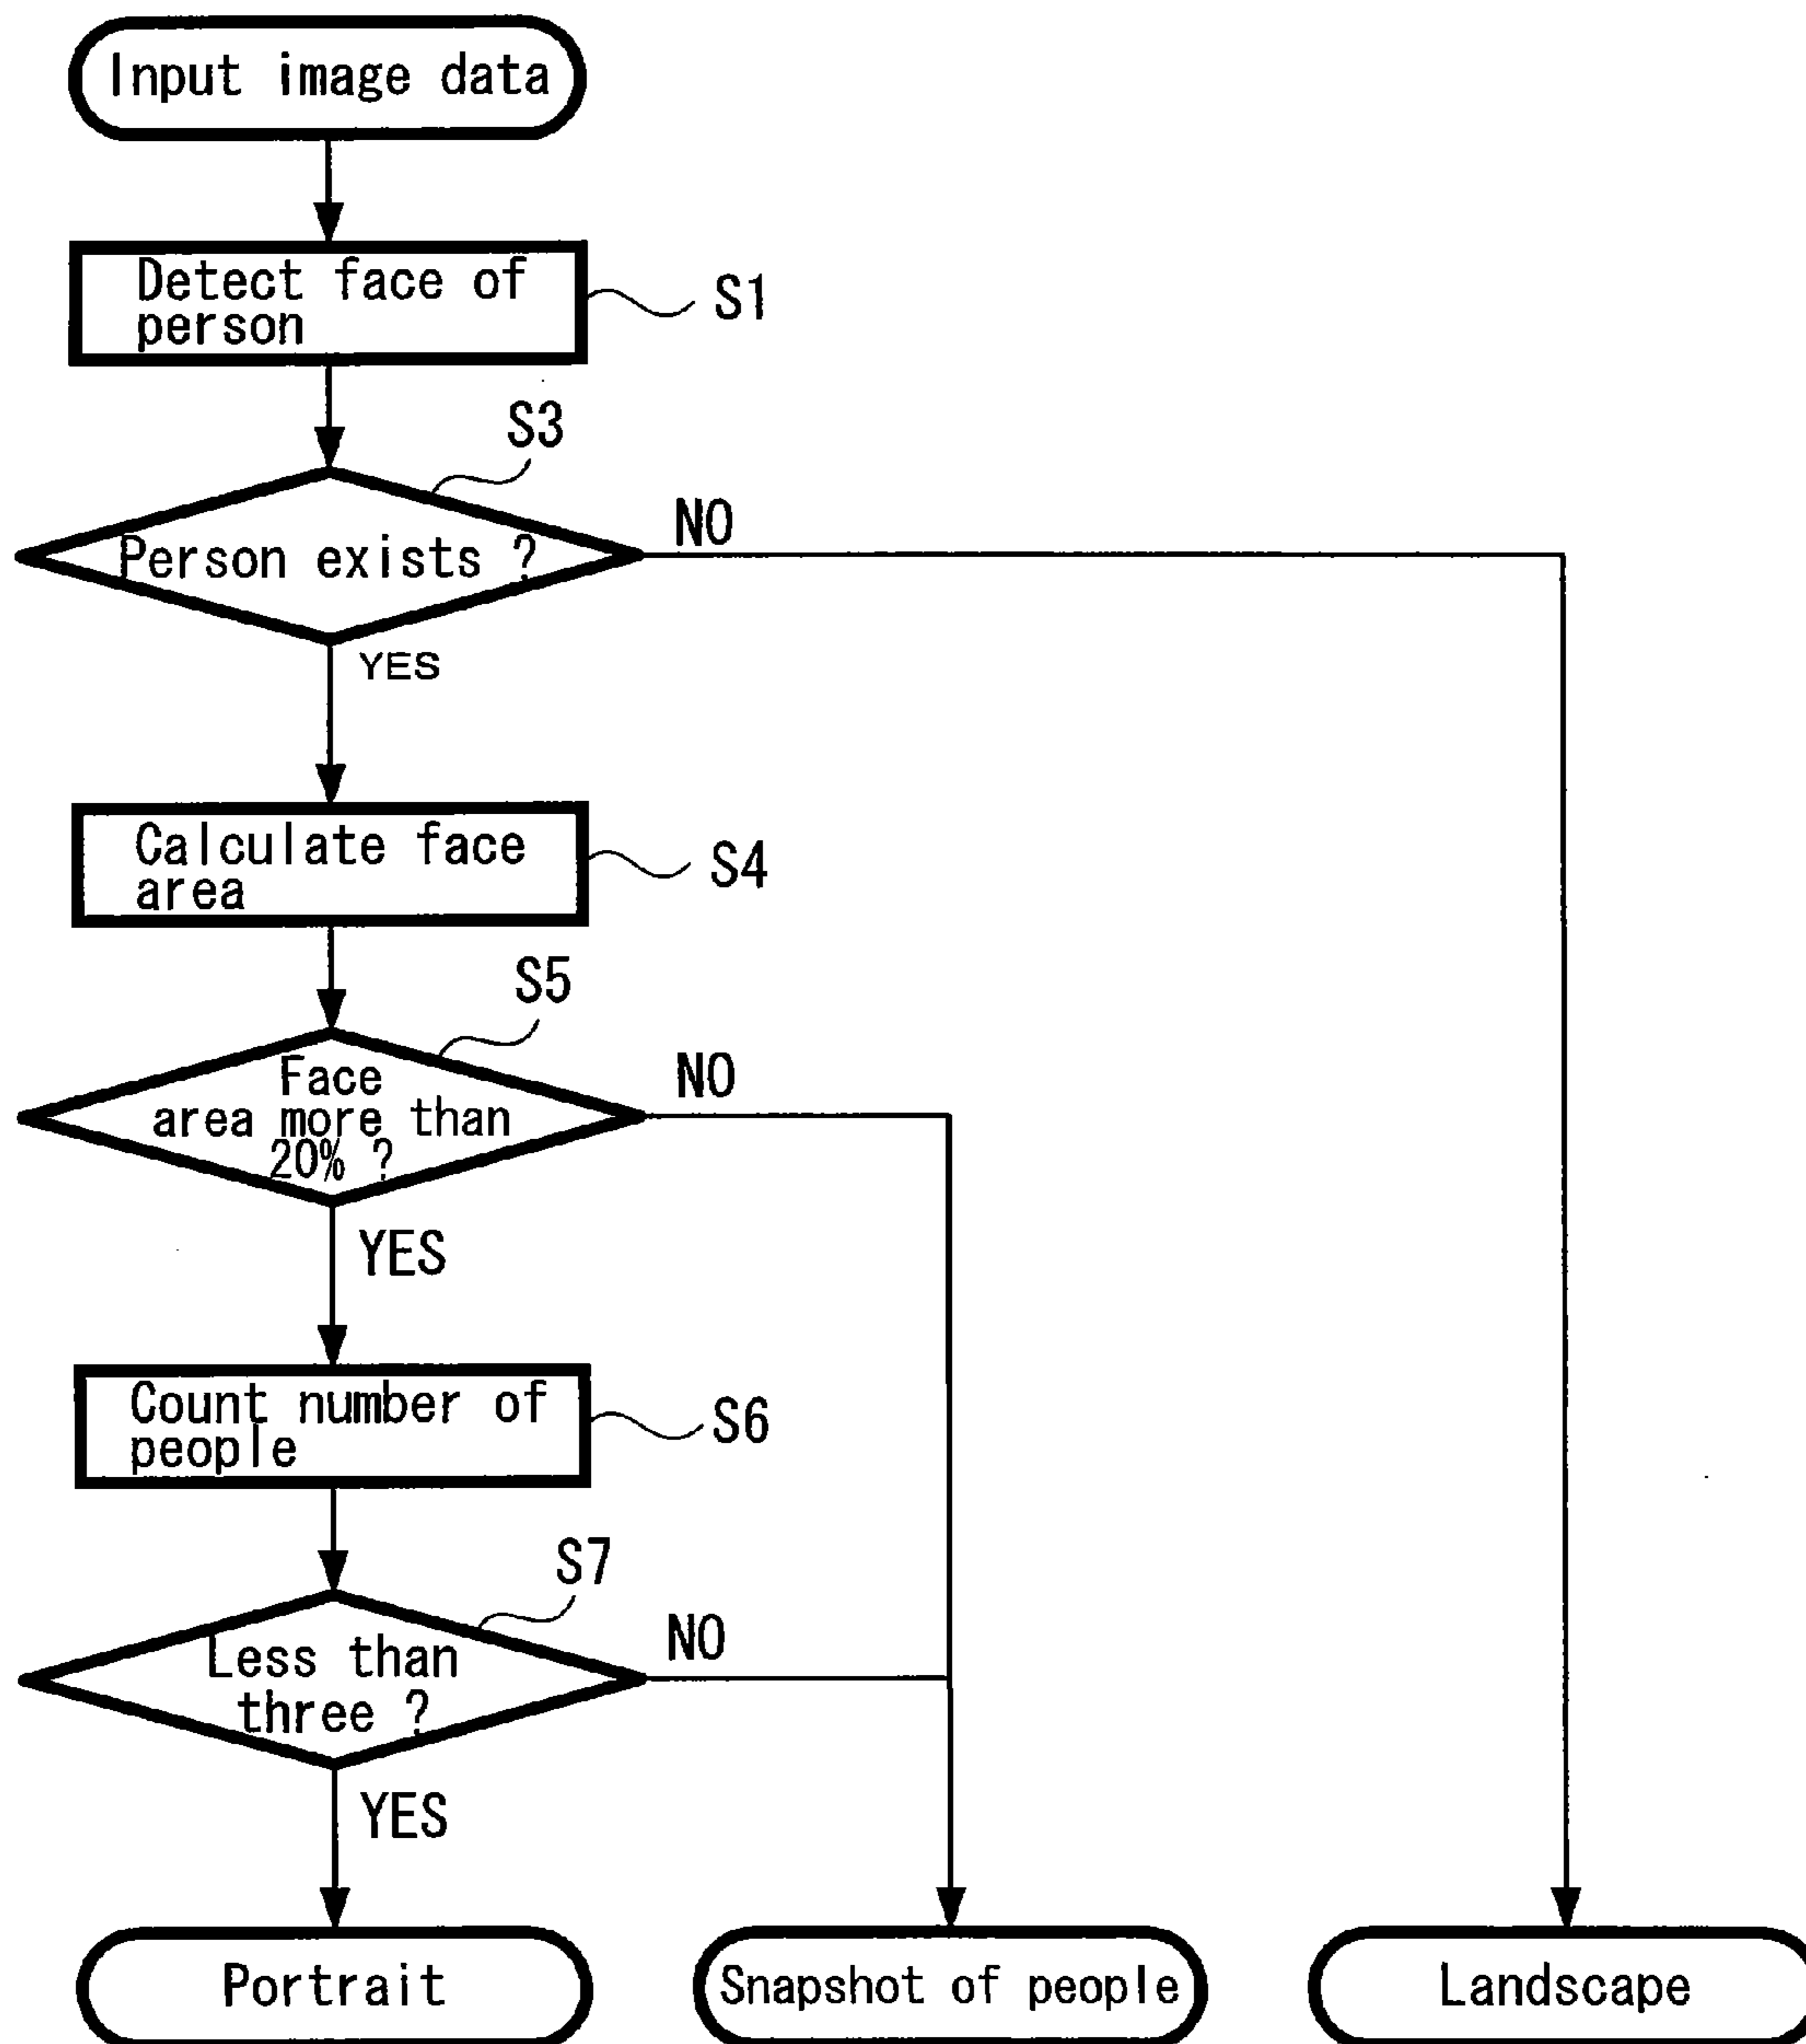 Input image data
Detect face of
person
S1
S3
Person exists ?
NO
YES
Calculate face
area
S4
S5
Face
area more than
20% ?
NO
YES
Count number of
people
S6
S7
Less than
three ?
NO
YES
Portrait
Snapshot of people
Landscape